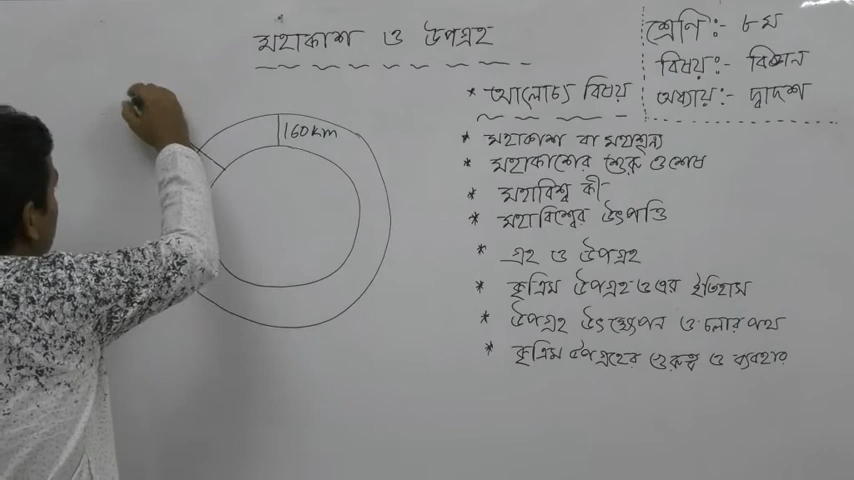 মহাকাশ ও উপগ্রহ
শ্রেণি:- ৮ম
বিষয়:- বিজ্ঞান
অধ্যায়:- দ্বাদশ
* আলোচ্য বিষয়
160km
* মহাকাশ বা মহাশূন্য
* মহাকাশের শুরু ও শেষ
* মহাবিশ্ব কী-
* মহাবিশ্বের উৎপত্তি
* গ্রহ ও উপগ্রহ
* কৃত্রিম উপগ্রহ ও এর ইতিহাস
* উপগ্রহ উৎক্ষেপন ও চলার পথ
* কৃত্রিম উপগ্রহের গুরুত্ব ও ব্যবহার